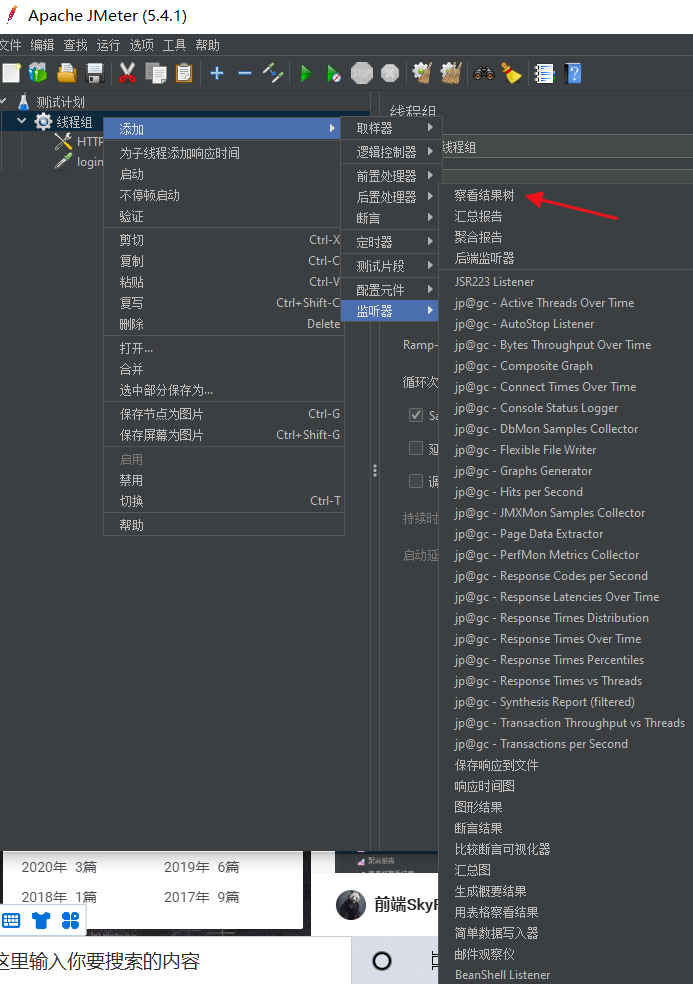 Apache JMeter (5.4.1)
文件 编辑 查找 运行 选项 工具 帮助
测试计划
线程组
HTTP
login
添加
为子线程添加响应时间
启动
不停顿启动
验证
剪切 Ctrl-X
复制 Ctrl-C
粘贴 Ctrl-V
复写 Ctrl+Shift-C
删除 Delete
打开...
合并
选中部分保存为...
保存节点为图片 Ctrl-G
保存屏幕为图片 Ctrl+Shift-G
启用
禁用
切换 Ctrl-T
帮助
取样器
逻辑控制器
前置处理器
后置处理器
断言
定时器
测试片段
配置元件
监听器
线程组
线程组
Ramp-
循环次
Sa
延
调
持续时
启动延
察看结果树
汇总报告
聚合报告
后端监听器
JSR223 Listener
jp@gc - Active Threads Over Time
jp@gc - AutoStop Listener
jp@gc - Bytes Throughput Over Time
jp@gc - Composite Graph
jp@gc - Connect Times Over Time
jp@gc - Console Status Logger
jp@gc - DbMon Samples Collector
jp@gc - Flexible File Writer
jp@gc - Graphs Generator
jp@gc - Hits per Second
jp@gc - JMXMon Samples Collector
jp@gc - Page Data Extractor
jp@gc - PerfMon Metrics Collector
jp@gc - Response Codes per Second
jp@gc - Response Latencies Over Time
jp@gc - Response Times Distribution
jp@gc - Response Times Over Time
jp@gc - Response Times Percentiles
jp@gc - Response Times vs Threads
jp@gc - Synthesis Report (filtered)
jp@gc - Transaction Throughput vs Threads
jp@gc - Transactions per Second
保存响应到文件
响应时间图
图形结果
断言结果
比较断言可视化器
汇总图
生成概要结果
用表格察看结果
简单数据写入器
邮件观察仪
BeanShell Listener
2020年 3篇 2019年 6篇
2018年 1篇 2017年 9篇
聚合报告
前端SkyF
这里输入你要搜索的内容